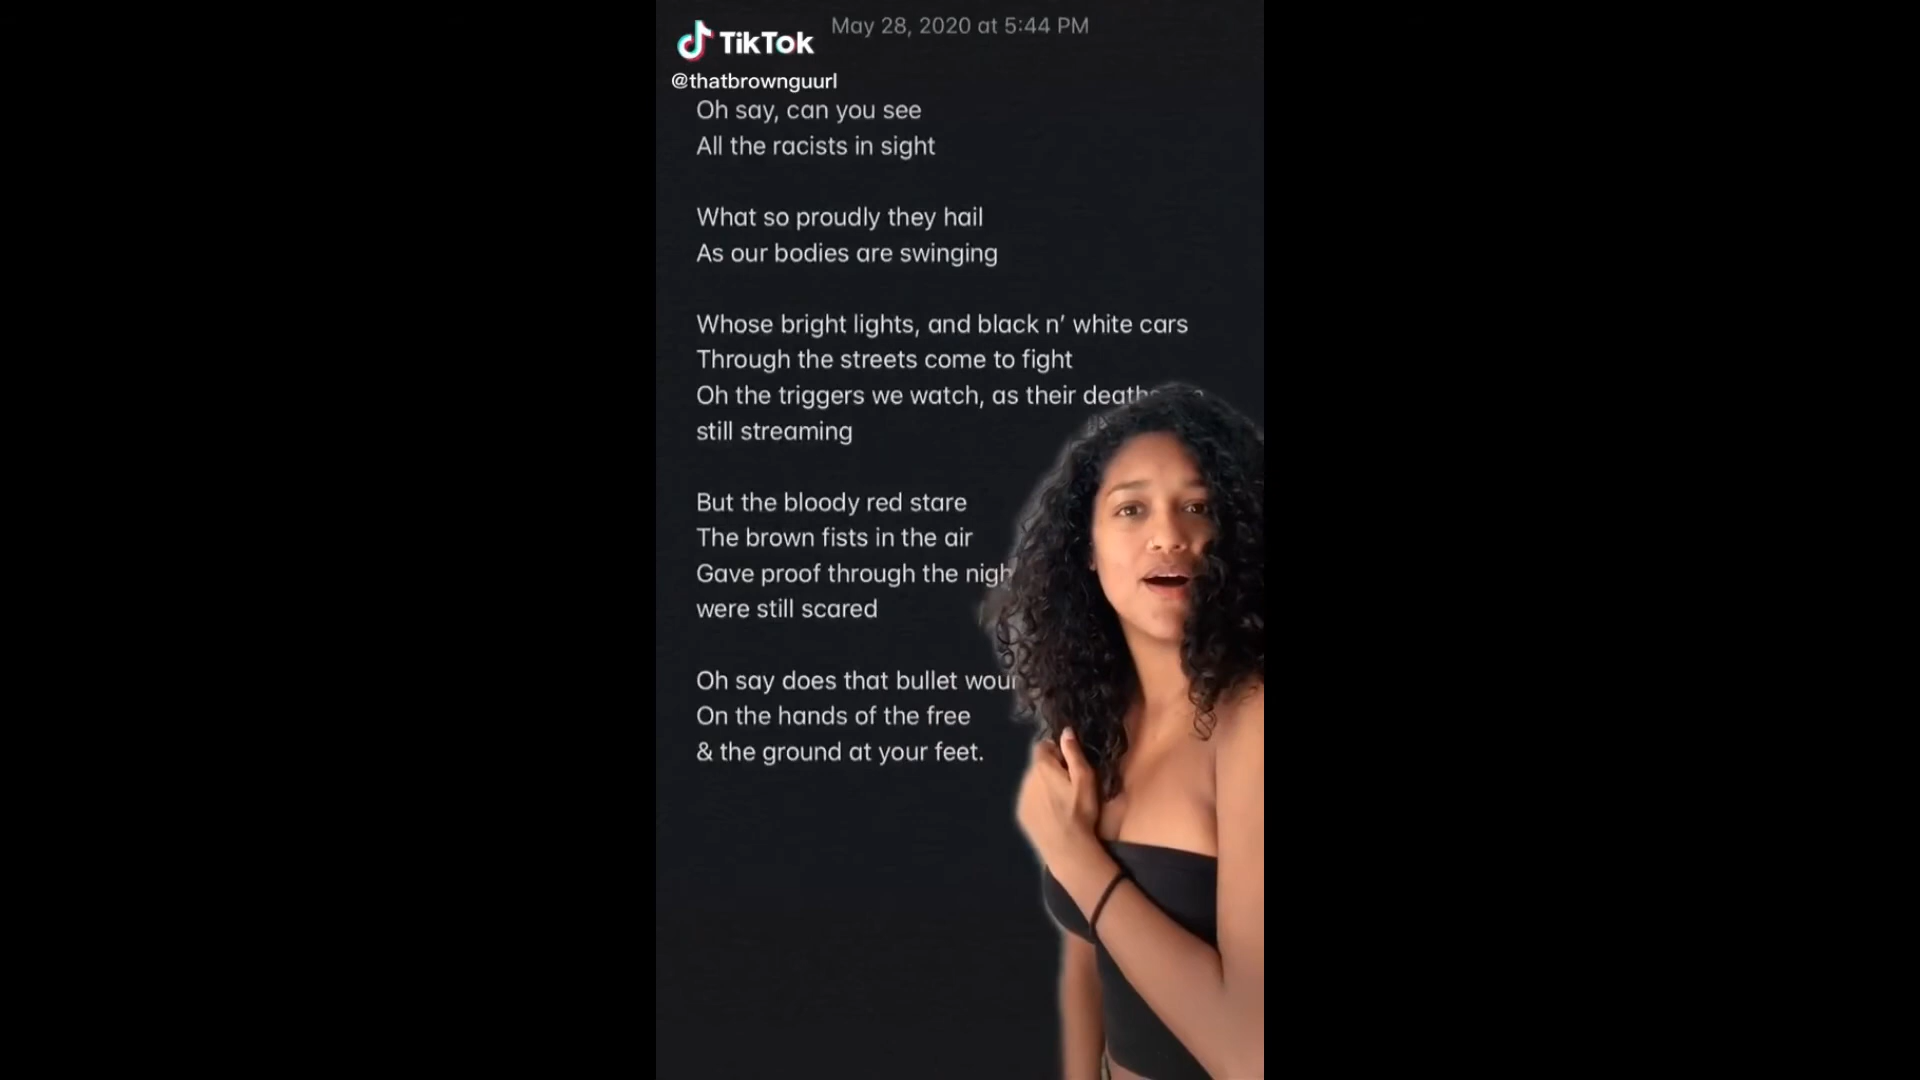 May 28, 2020 at 5:44 PM
TikTok
@thatbrownguurl
Oh say, can you see
All the racists in sight
What so proudly they hail
As our bodies are swinging
Whose bright lights, and black n’ white cars
Through the streets come to fight
Oh the triggers we watch, as their
still streaming
But the bloody red stare
The brown fists in the air
Gave proof through the
were still scared
Oh say does that bullet
On the hands of the free
& the ground at your feet.